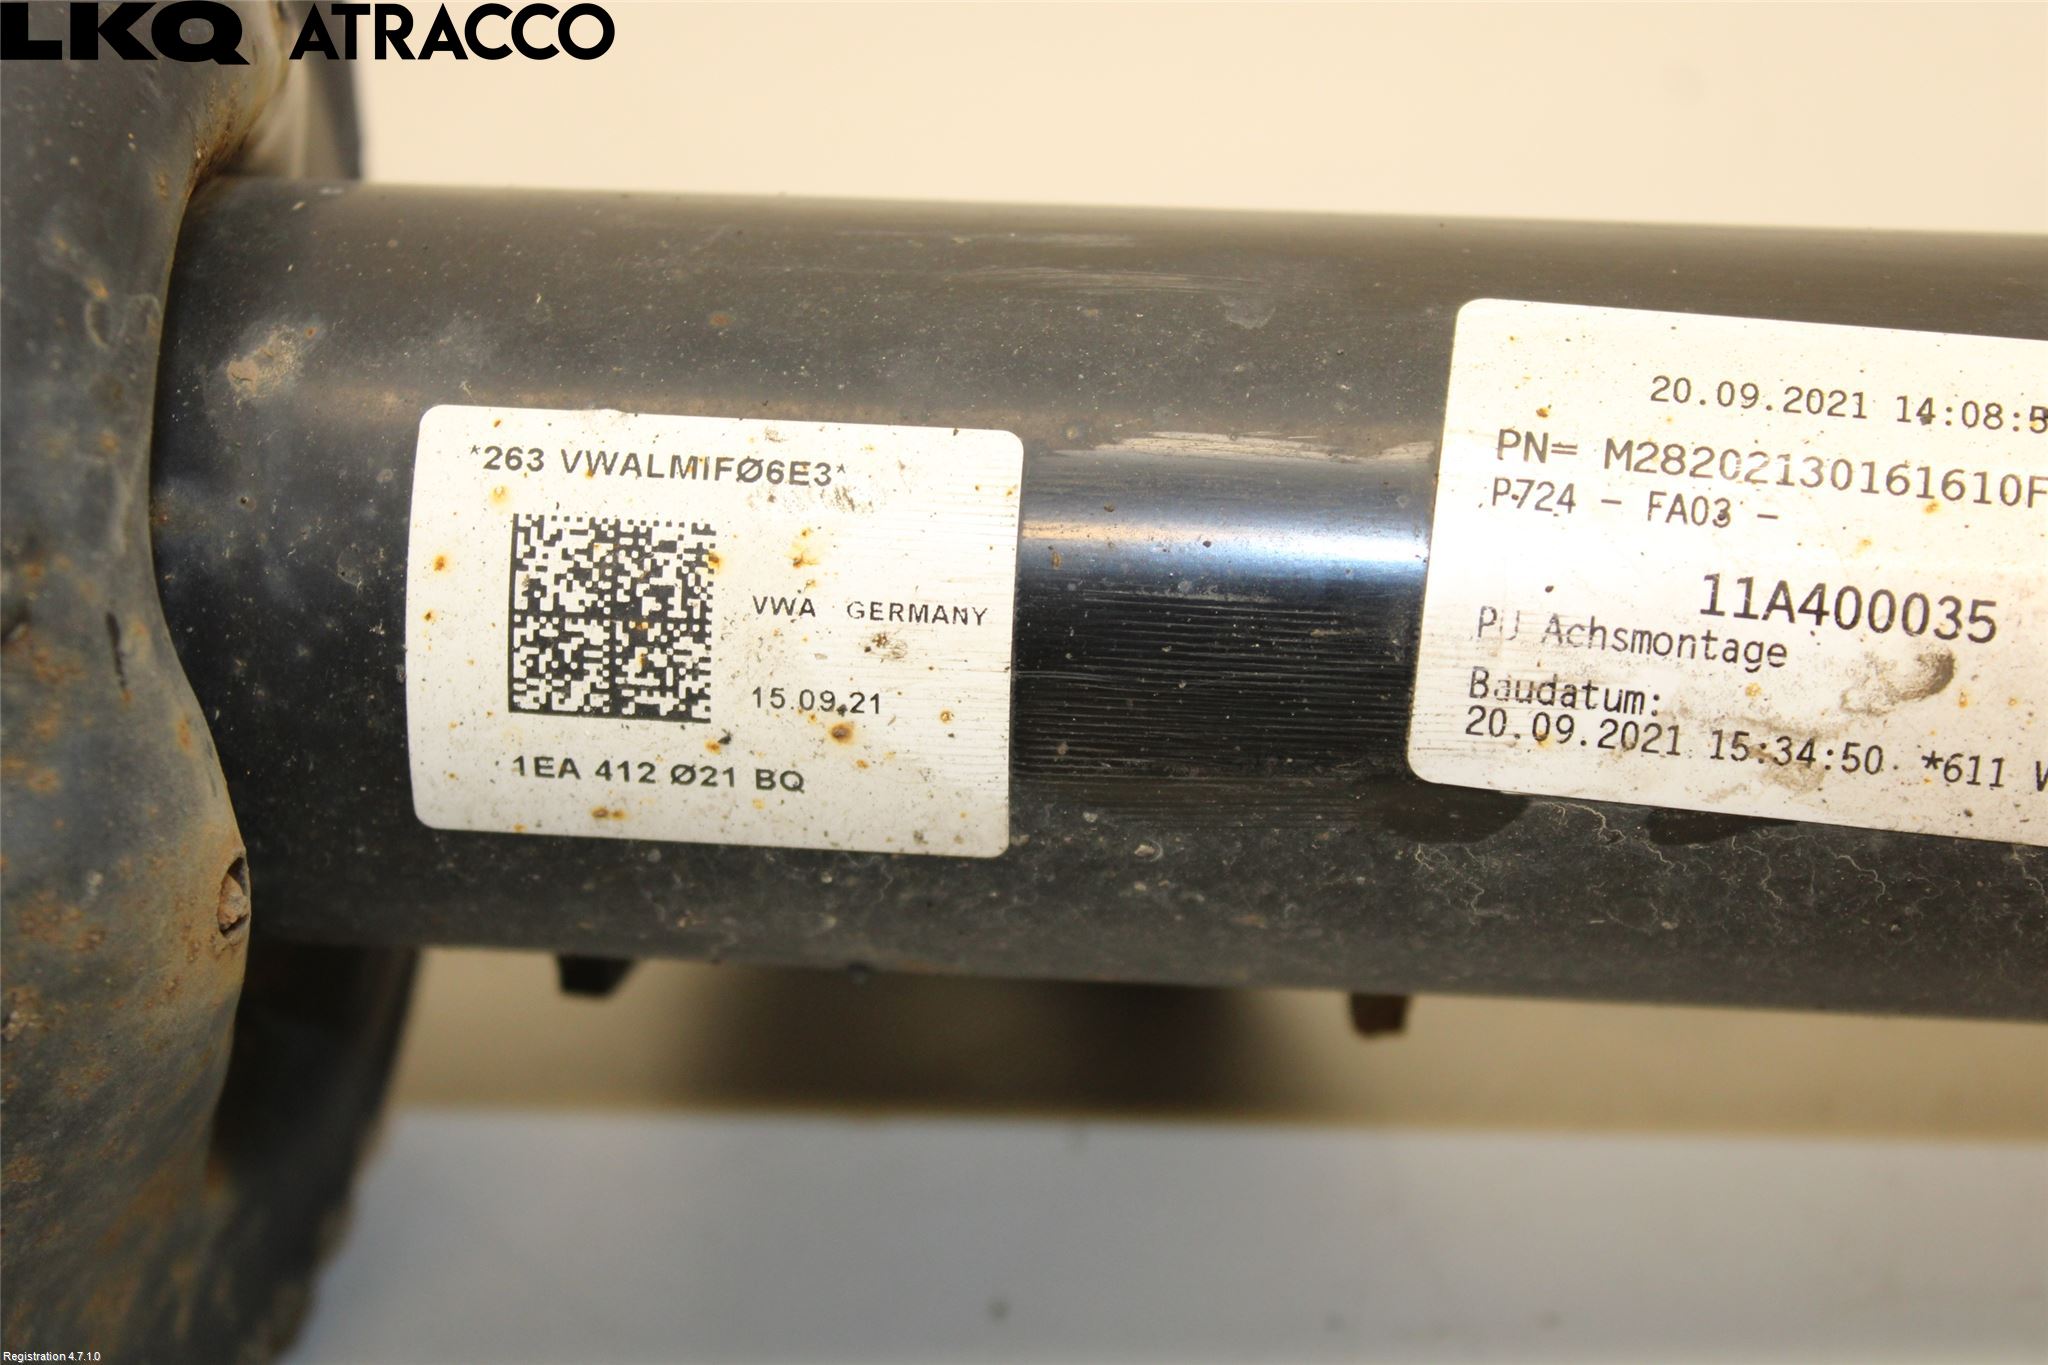 LKQ ATRACCO
*263 VWALMIFØ6E3*
VWA GERMANY
15.09.21
1EA 412 Ø21 BQ
20.09.2021 14:08:5
PN= M28202130161610F
P-724 - FA03 -
11A400035
PU Achsmontage
Baudatum:
20.09.2021 15:34:50 *611 V
Registration 4.7.1.0